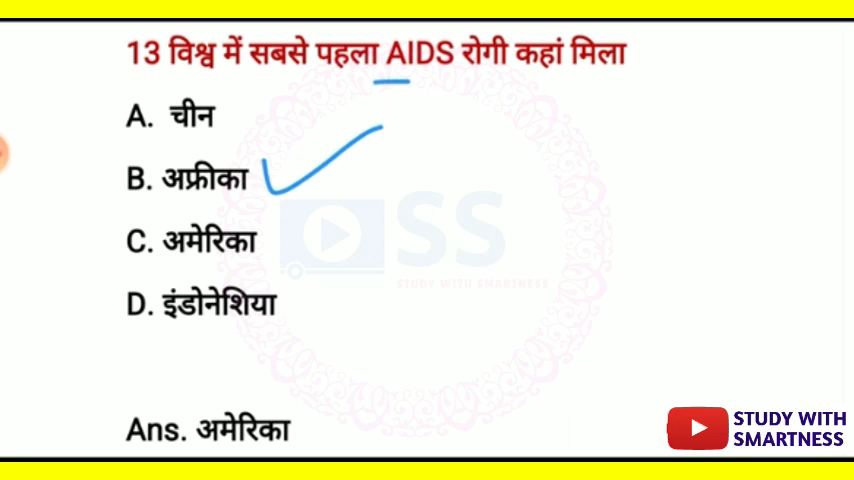 13 विश्व में सबसे पहला AIDS रोगी कहां मिला
A. चीन
B. अफ्रीका
C. अमेरिका
D. इंडोनेशिया
SS
STUDY WITH SMARTNESS
Ans. अमेरिका
STUDY WITH
SMARTNESS